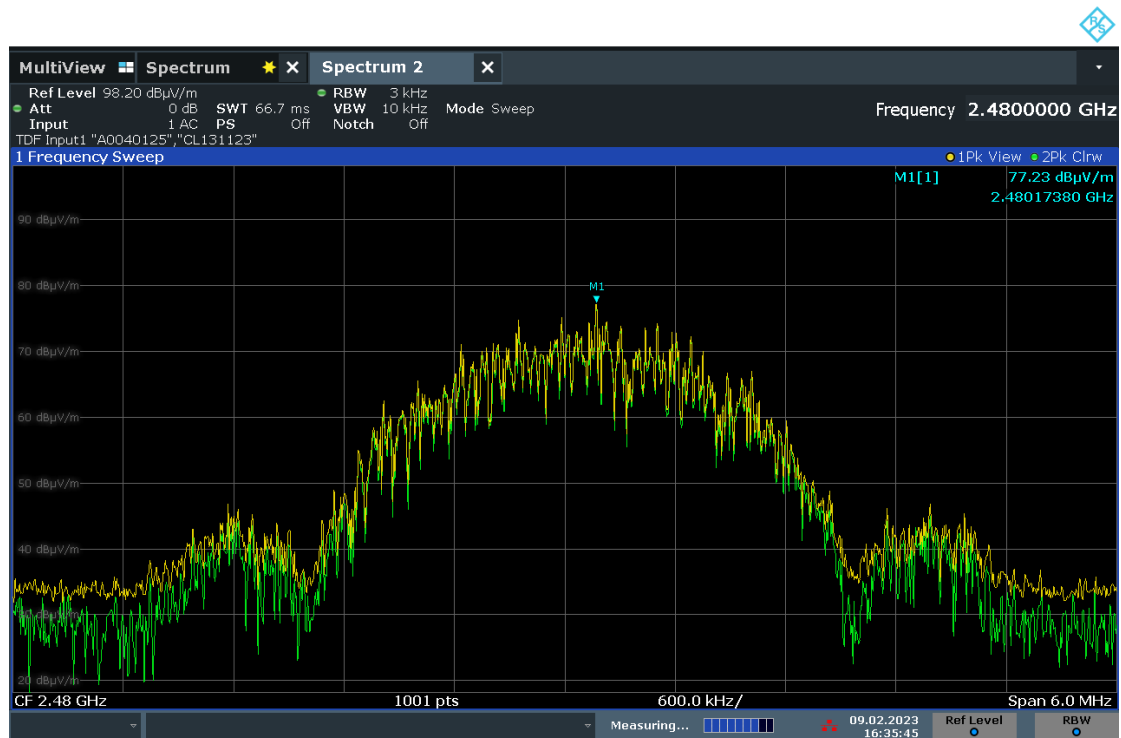 R&S
MultiView Spectrum Spectrum 2
Ref Level 98.20 dBµV/m RBW 3 kHz
Att 0 dB SWT 66.7 ms VBW 10 kHz Mode Sweep Frequency 2.4800000 GHz
Input 1 AC PS Off Notch Off
TDF Input1 "A0040125","CL131123"
1 Frequency Sweep 1Pk View 2Pk Clrw
M1[1] 77.23 dBµV/m
2.48017380 GHz
90 dBµV/m
M1
80 dBµV/m
70 dBµV/m
60 dBµV/m
50 dBµV/m
40 dBµV/m
30 dBµV/m
20 dBµV/m
CF 2.48 GHz 1001 pts 600.0 kHz/ Span 6.0 MHz
Measuring... 09.02.2023 Ref Level RBW
16:35:45